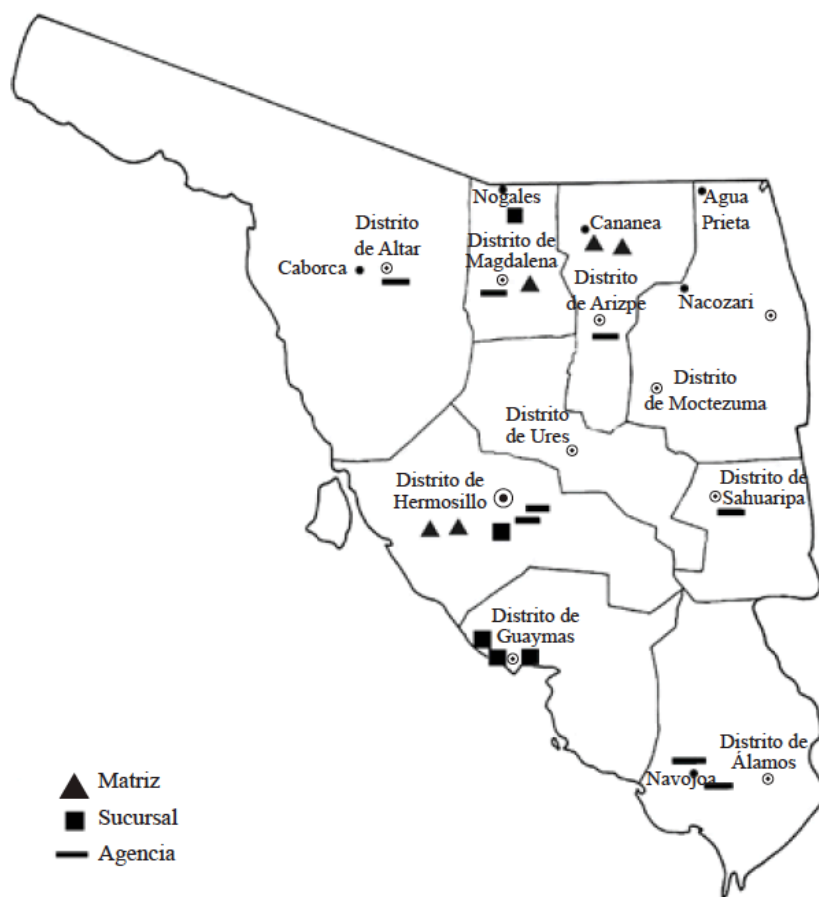 Nogales
Agua
Prieta
Cananea
Distrito
de Altar
Caborca
Distrito de
Magdalena
Distrito
de Arizpe
Nacozari
Distrito
de Moctezuma
Distrito
de Ures
Distrito de
Hermosillo
Distrito de
Sahuaripa
Distrito de
Guaymas
Distrito de
Álamos
Navojoa
Matriz
Sucursal
Agencia